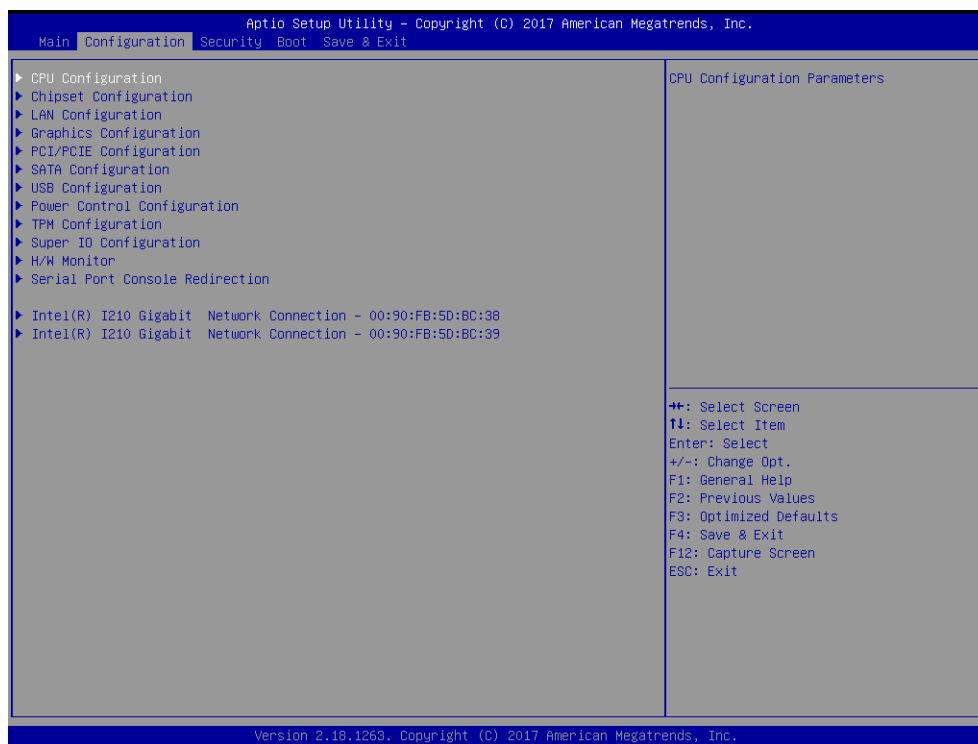 Aptio Setup Utility – Copyright (C) 2017 American Megatrends, Inc.
Main Configuration Security Boot Save & Exit
CPU Configuration
Chipset Configuration
LAN Configuration
Graphics Configuration
PCI/PCIE Configuration
SATA Configuration
USB Configuration
Power Control Configuration
TPM Configuration
Super IO Configuration
H/W Monitor
Serial Port Console Redirection
Intel(R) I210 Gigabit  Network Connection – 00:90:FB:5D:BC:38
Intel(R) I210 Gigabit  Network Connection – 00:90:FB:5D:BC:39
CPU Configuration Parameters
→←: Select Screen
↑↓: Select Item
Enter: Select
+/-: Change Opt.
F1: General Help
F2: Previous Values
F3: Optimized Defaults
F4: Save & Exit
F12: Capture Screen
ESC: Exit
Version 2.18.1263. Copyright (C) 2017 American Megatrends, Inc.